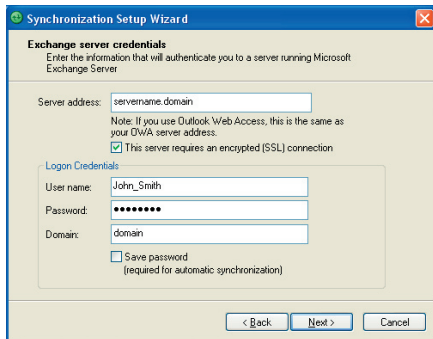 Synchronization Setup Wizard
Exchange server credentials
Enter the information that will authenticate you to a server running Microsoft
Exchange Server
Server address: servername.domain
Note: If you use Outlook Web Access, this is the same as
your OWA server address.
This server requires an encrypted (SSL) connection
Logon Credentials
User name: John_Smith
Password: ●●●●●●●●
Domain: domain
Save password
(required for automatic synchronization)
< Back Next > Cancel